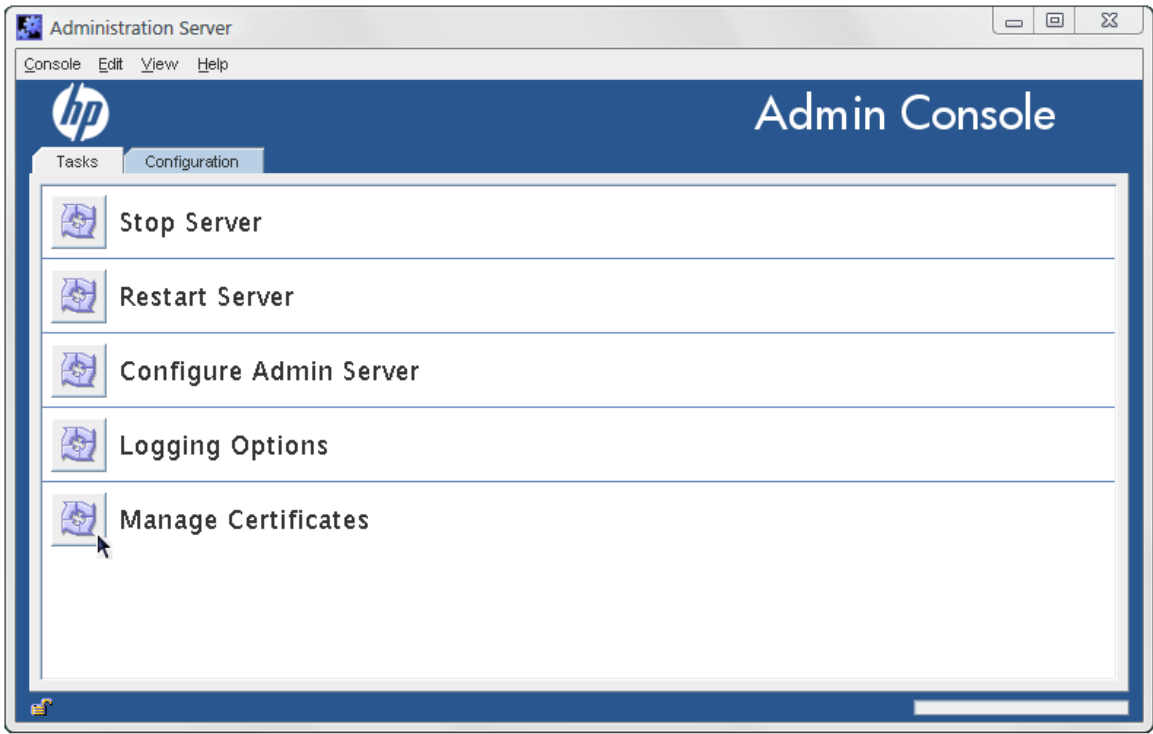 Administration Server
Console Edit View Help
hp
Admin Console
Tasks Configuration
Stop Server
Restart Server
Configure Admin Server
Logging Options
Manage Certificates